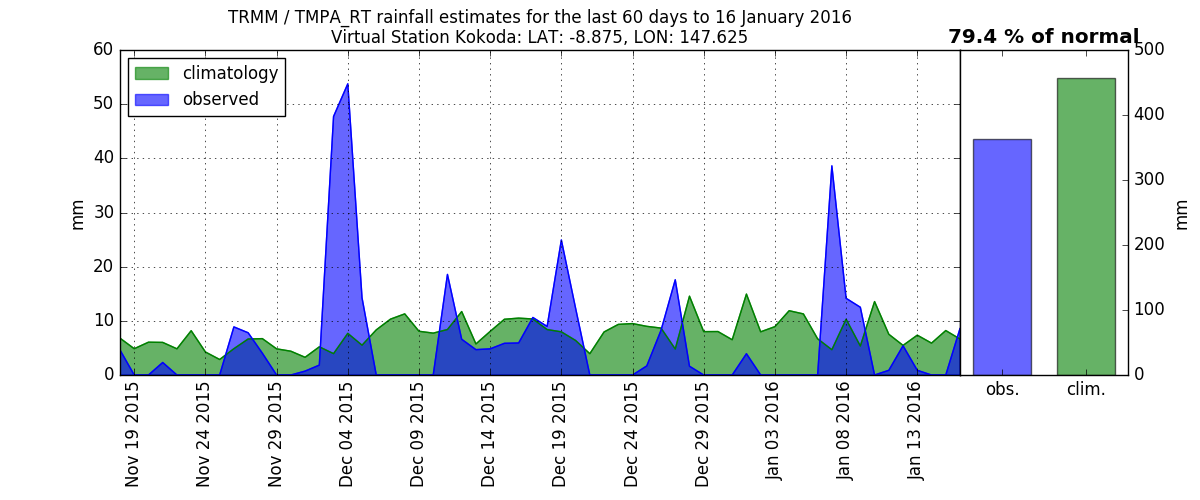 TRMM / TMPA_RT rainfall estimates for the last 60 days to 16 January 2016
Virtual Station Kokoda: LAT: -8.875, LON: 147.625
79.4 % of normal
climatology
observed
60
50
40
30
20
10
0
mm
Nov 19 2015
Nov 24 2015
Nov 29 2015
Dec 04 2015
Dec 09 2015
Dec 14 2015
Dec 19 2015
Dec 24 2015
Dec 29 2015
Jan 03 2016
Jan 08 2016
Jan 13 2016
500
400
300
200
100
0
mm
obs.
clim.